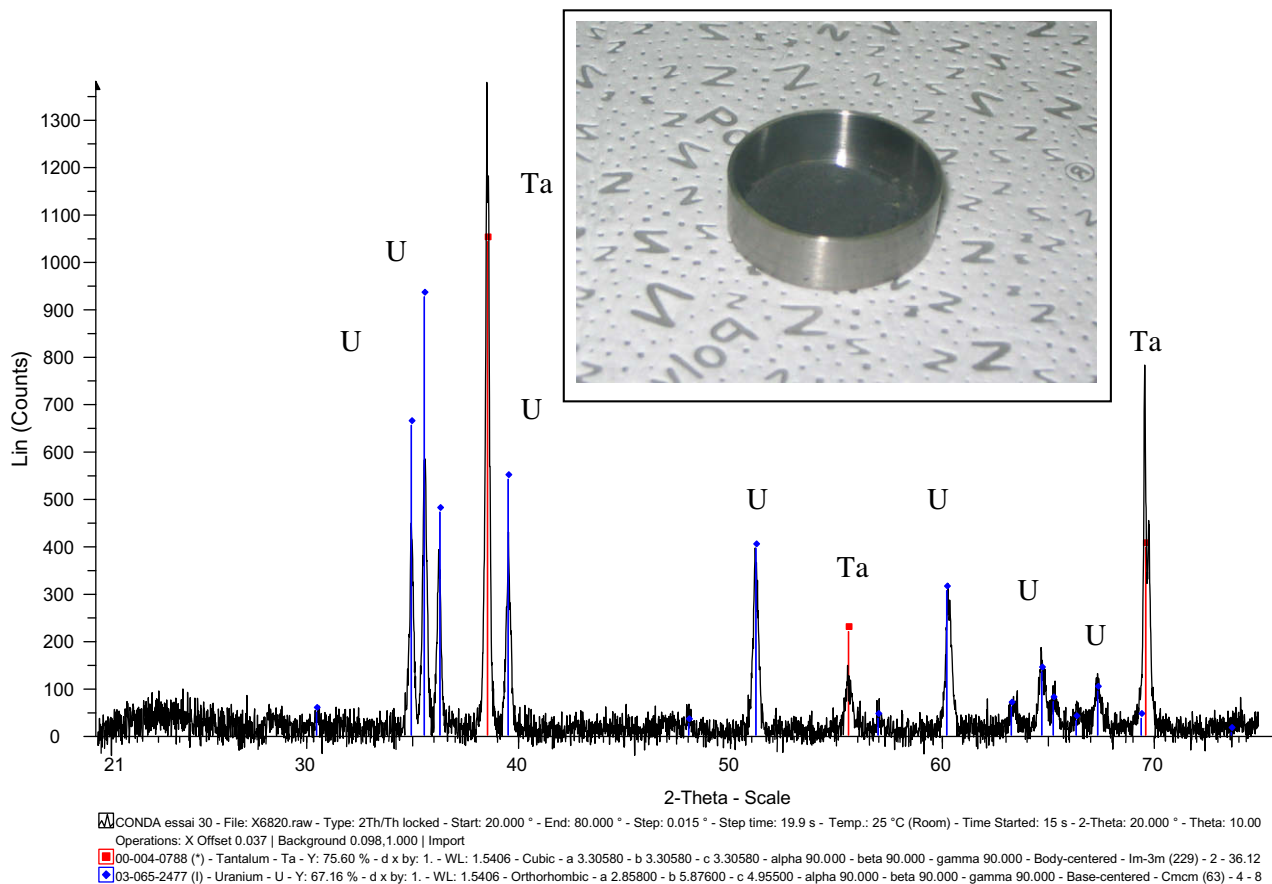 Ta
U
U
U
U
Ta
U
U
U
Ta
Lin (Counts)
1300
1200
1100
1000
900
800
700
600
500
400
300
200
100
0
21 30 40 50 60 70
2-Theta - Scale
CONDA essai 30 - File: X6820.raw - Type: 2Th/Th locked - Start: 20.000 ° - End: 80.000 ° - Step: 0.015 ° - Step time: 19.9 s - Temp.: 25 °C (Room) - Time Started: 15 s - 2-Theta: 20.000 ° - Theta: 10.00
Operations: X Offset 0.037 | Background 0.098,1.000 | Import
00-004-0788 (*) - Tantalum - Ta - Y: 75.60 % - d x by: 1. - WL: 1.5406 - Cubic - a 3.30580 - b 3.30580 - c 3.30580 - alpha 90.000 - beta 90.000 - gamma 90.000 - Body-centered - Im-3m (229) - 2 - 36.12
03-065-2477 (I) - Uranium - U - Y: 67.16 % - d x by: 1. - WL: 1.5406 - Orthorhombic - a 2.85800 - b 5.87600 - c 4.95500 - alpha 90.000 - beta 90.000 - gamma 90.000 - Base-centered - Cmcm (63) - 4 - 8